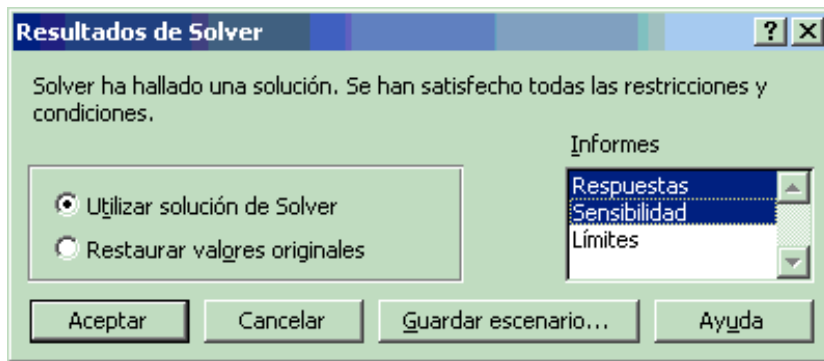 Resultados de Solver
Solver ha hallado una solución. Se han satisfecho todas las restricciones y
condiciones.
Informes
Utilizar solución de Solver
Restaurar valores originales
Respuestas
Sensibilidad
Límites
Aceptar
Cancelar
Guardar escenario...
Ayuda